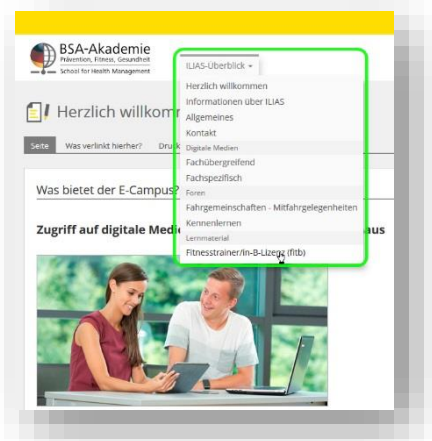 BSA-Akademie
Prävention, Fitness, Gesundheit
School for Health Management
ILIAS-Überblick
Herzlich willkommen
Informationen über ILIAS
Allgemeines
Kontakt
Digitale Medien
Fachübergreifend
Fachspezifisch
Foren
Fahrgemeinschaften - Mitfahrgelegenheiten
Kennenlernen
Lernmaterial
Fitnesstrainer/in-B-Lizenz (fitb)
Herzlich willkom
Seite Was verlinkt hierher? Druc
Was bietet der E-Campus?
Zugriff auf digitale Medi aus